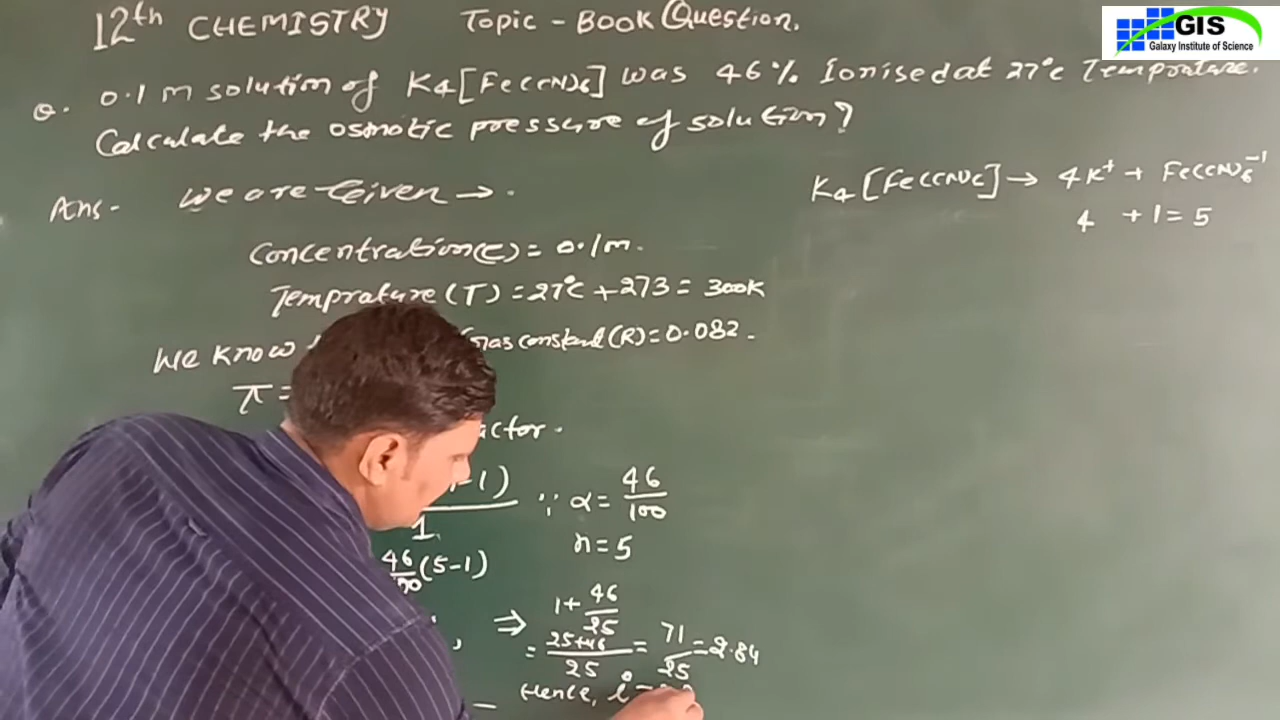 12th CHEMISTRY Topic - Book Question.
GIS
Galaxy Institute of Science
Q. 0.1 M solution of K4[Fe(CN)6] was 46% Ionised at 27°C Temprature.
Calculate the osmotic pressure of solution?
Ans - We are Given → .
K4[Fe(CN)6] → 4K+ + Fe(CN)6-1
4 + 1 = 5
Concentration(C) = 0.1M.
Temprature (T) = 27°C + 273 = 300K
We know
Gas constant (R) = 0.082 .
π =
actor .
-1)
1
∵ α = 46/100
n = 5
46/100 (5-1)
, ⇒ 1 + 46/25
= 25+46/25 = 71/25 = 2.84
Hence, i =